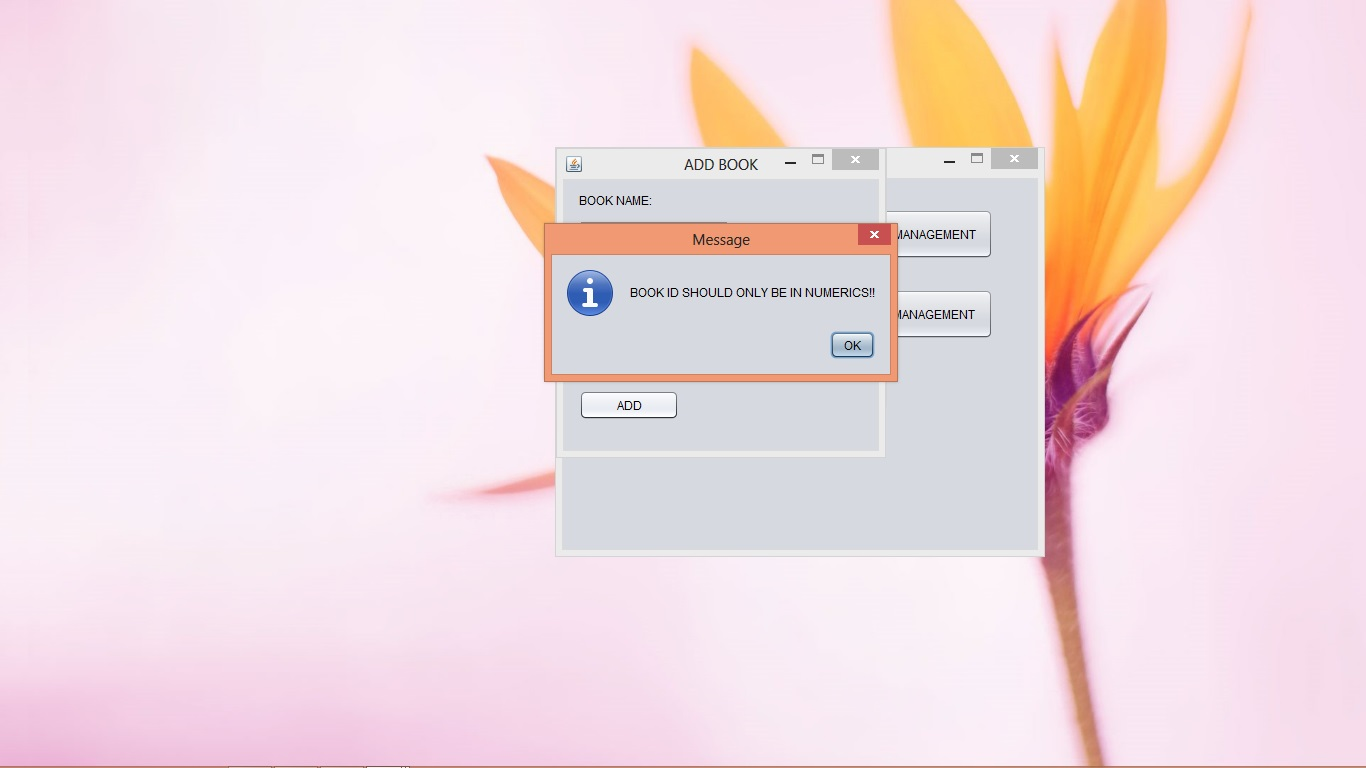 ADD BOOK
BOOK NAME:
MANAGEMENT
Message
BOOK ID SHOULD ONLY BE IN NUMERICS!!
MANAGEMENT
OK
ADD